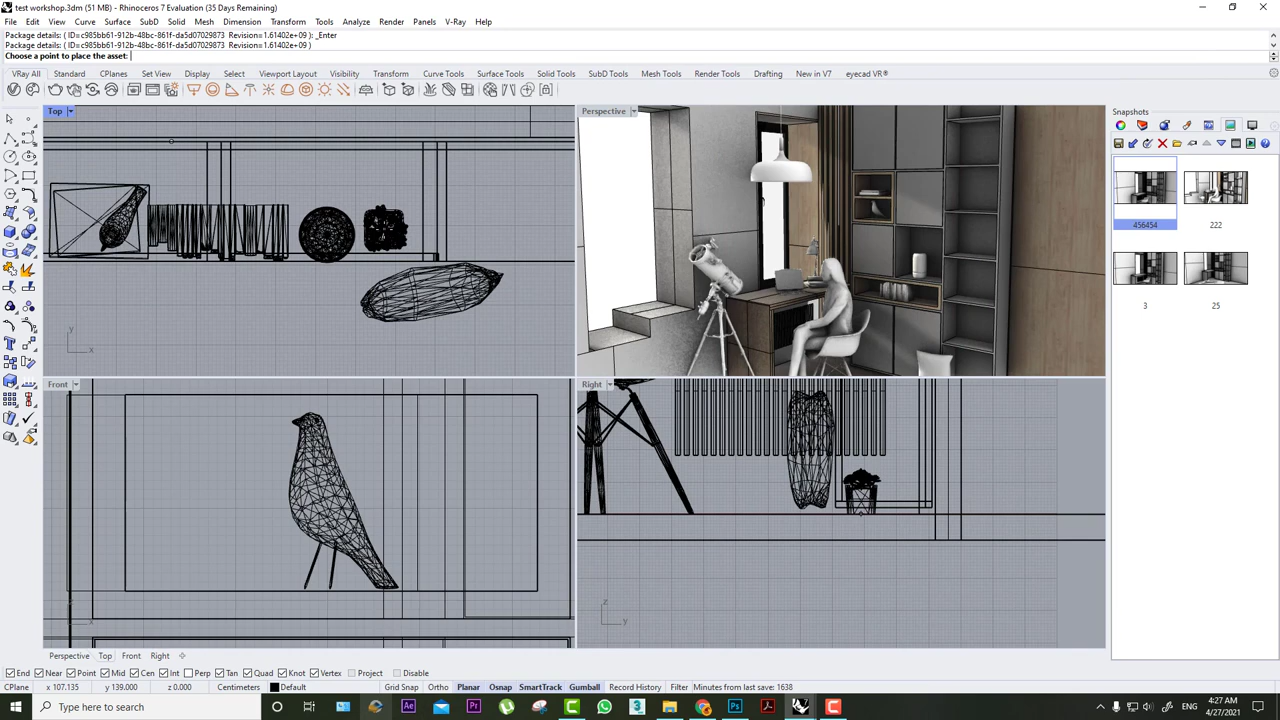 test workshop.3dm (51 MB) - Rhinoceros 7 Evaluation (35 Days Remaining)
File Edit View Curve Surface SubD Solid Mesh Dimension Transform Tools Analyze Render Panels V-Ray Help
Package details: ( ID=c985bb61-912b-48bc-861f-da5d07029873 Revision=1.61402e+09 ): _Enter
Package details: ( ID=c985bb61-912b-48bc-861f-da5d07029873 Revision=1.61402e+09 )
Choose a point to place the asset:
VRay All Standard CPlanes Set View Display Select Viewport Layout Visibility Transform Curve Tools Surface Tools Solid Tools SubD Tools Mesh Tools Render Tools Drafting New in V7 eyecad VR®
Top
Perspective
Snapshots
456454
222
3
25
y
x
Front
Right
x
z
y
Perspective Top Front Right
End Near Point Mid Cen Int Perp Tan Quad Knot Vertex Project Disable
CPlane x 107.135 y 139.000 z 0.000 Centimeters Default Grid Snap Ortho Planar Osnap SmartTrack Gumball Record History Filter Minutes from last save: 1638
Type here to search
ENG
4:27 AM
4/27/2021